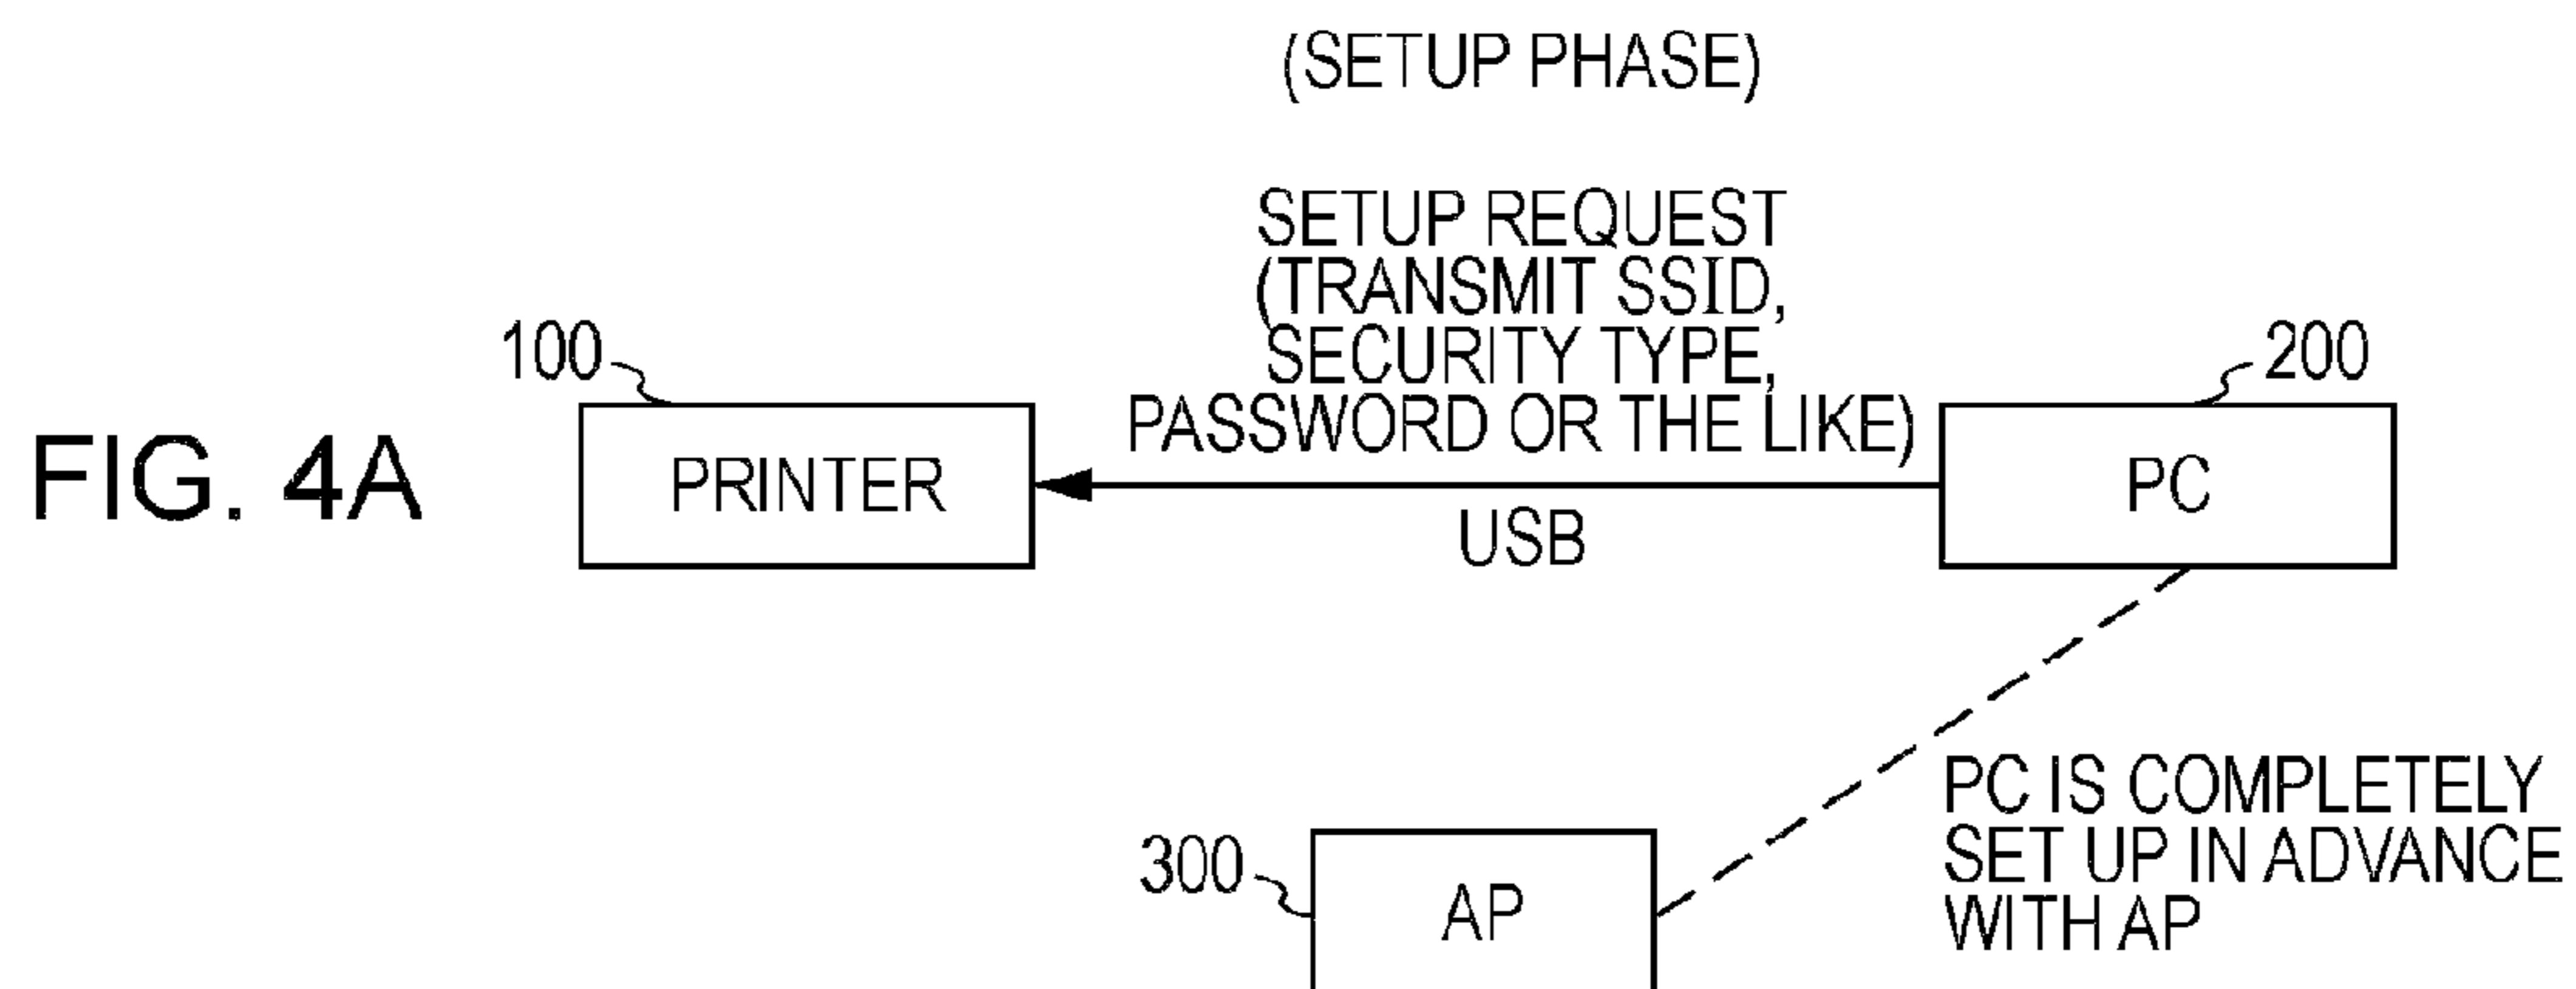 (SETUP PHASE)
SETUP REQUEST
(TRANSMIT SSID,
SECURITY TYPE,
PASSWORD OR THE LIKE)
100
200
FIG. 4A
PRINTER
PC
USB
300
AP
PC IS COMPLETELY
SET UP IN ADVANCE
WITH AP